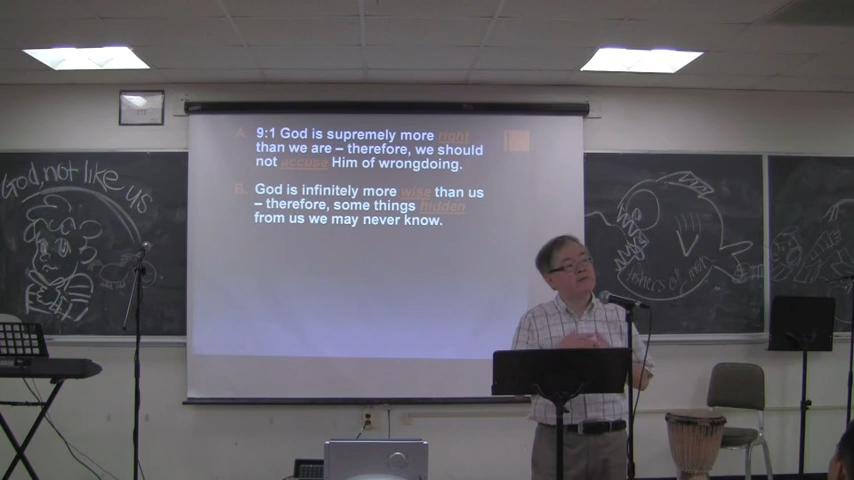 A. 9:1 God is supremely more right
than we are – therefore, we should
not accuse Him of wrongdoing.
B. God is infinitely more wise than us
– therefore, some things hidden
from us we may never know.
God, not like us
fishers of men